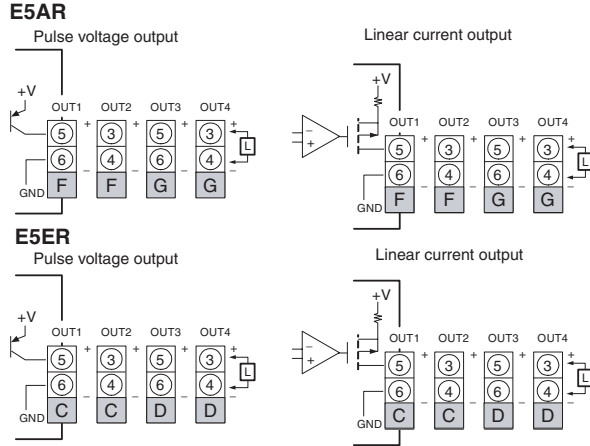 E5AR
Pulse voltage output
Linear current output
+V
OUT1 OUT2 OUT3 OUT4
5 + 3 5 3 +
6 4 6 4
L
GND
F – F G – G –
+V
OUT1 OUT2 OUT3 OUT4
–
+
5 + 3 5 3 +
6 4 6 4
L
GND
F – F G – G –
E5ER
Pulse voltage output
Linear current output
+V
OUT1 OUT2 OUT3 OUT4
5 + 3 5 3 +
6 4 6 4
L
GND
C – C D – D –
+V
OUT1 OUT2 OUT3 OUT4
–
+
5 + 3 5 3 +
6 4 6 4
L
GND
C – C D – D –